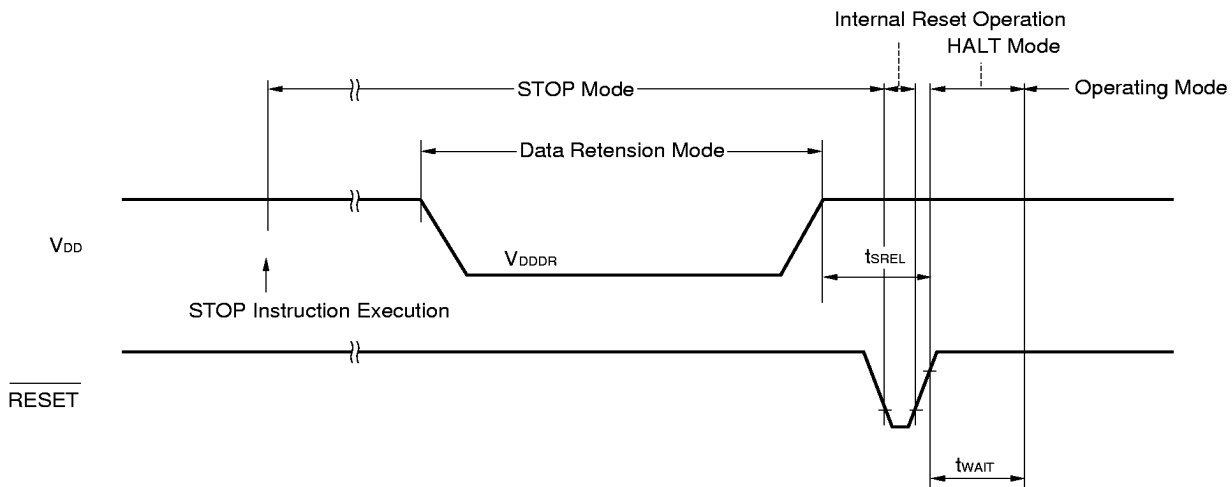 Internal Reset Operation
HALT Mode
STOP Mode
Operating Mode
Data Retension Mode
VDD
VDDDR
tSREL
STOP Instruction Execution
RESET
tWAIT